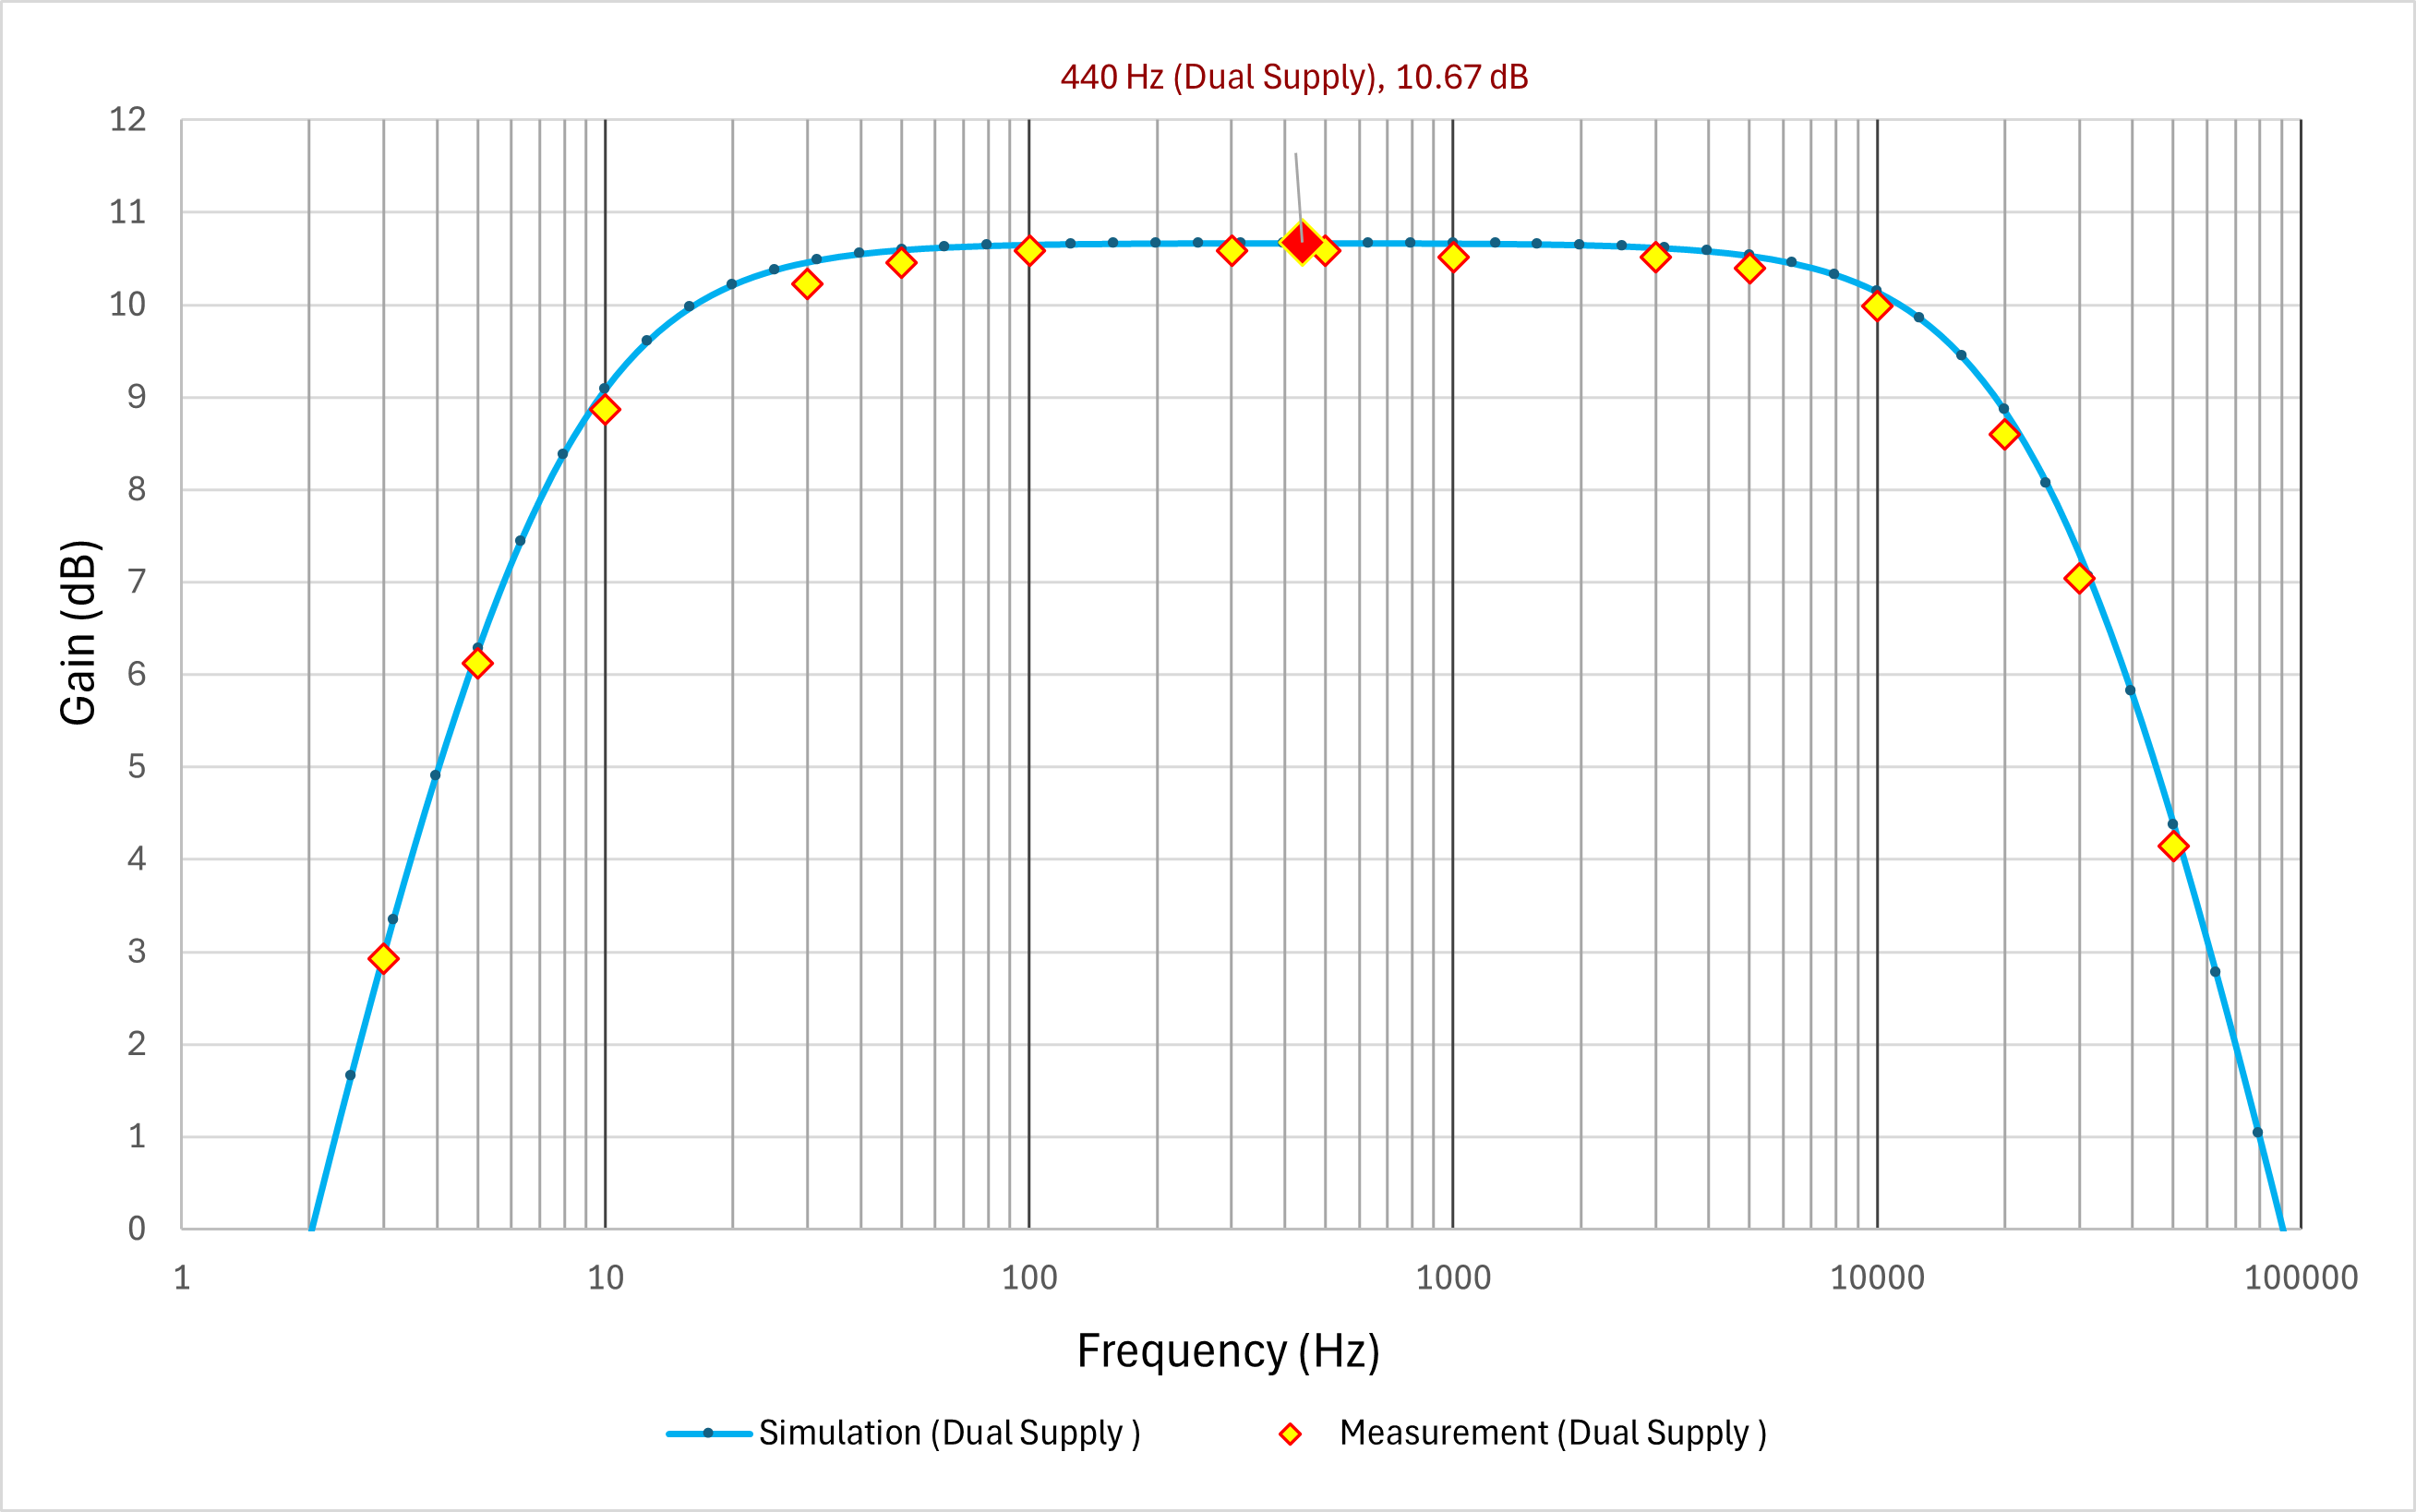 440 Hz (Dual Supply), 10.67 dB
12
11
10
9
8
7
6
5
4
3
2
1
0
Gain (dB)
1 10 100 1000 10000 100000
Frequency (Hz)
Simulation (Dual Supply ) Measurement (Dual Supply )